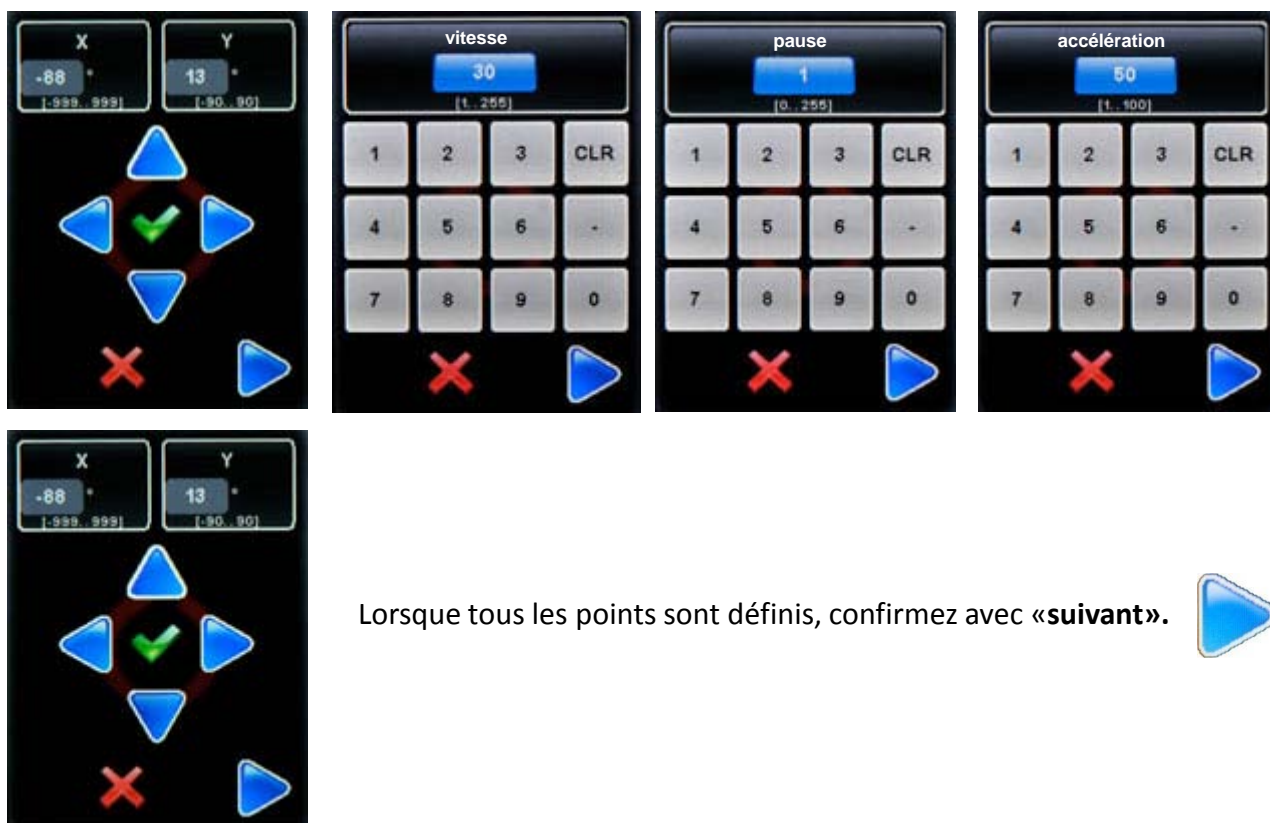 X Y
-88 ° 13 °
[-999..999] [-90..90]
vitesse
30
[1..255]
1 2 3 CLR
4 5 6 -
7 8 9 0
pause
1
[0..255]
1 2 3 CLR
4 5 6 -
7 8 9 0
accélération
50
[1..100]
1 2 3 CLR
4 5 6 -
7 8 9 0
X Y
-88 ° 13 °
[-999..999] [-90..90]
Lorsque tous les points sont définis, confirmez avec «suivant».